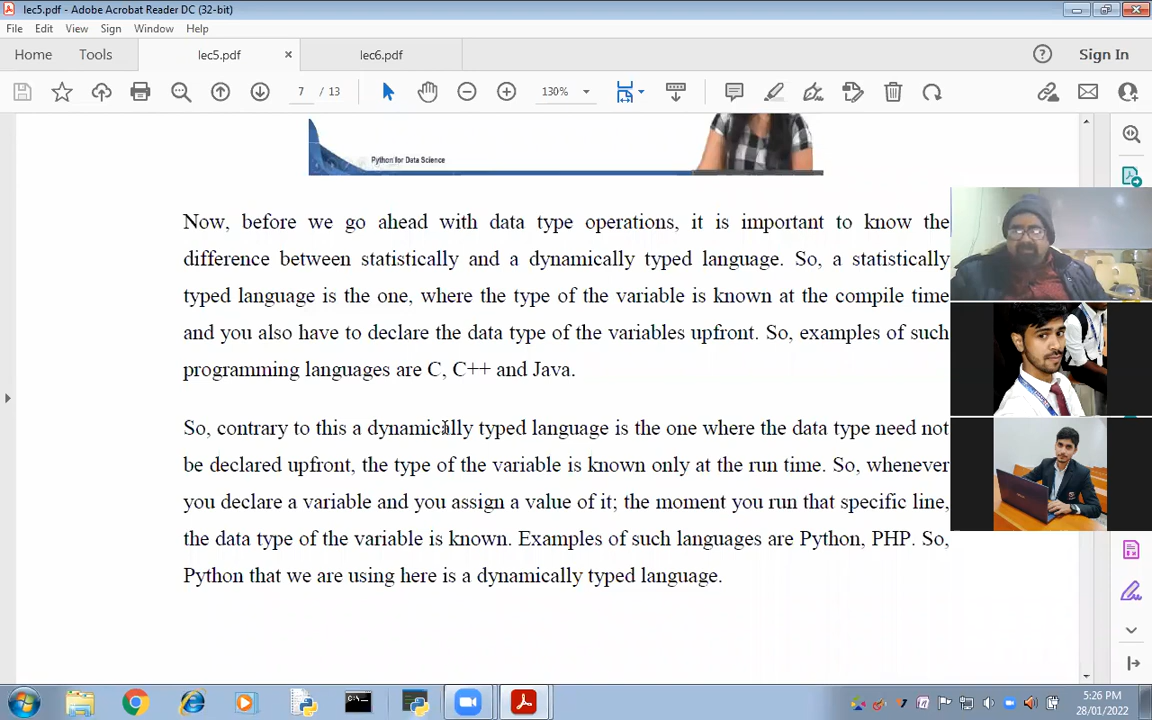 lec5.pdf - Adobe Acrobat Reader DC (32-bit)
File Edit View Sign Window Help
Home Tools lec5.pdf × lec6.pdf ? Sign In
7 / 13 130%
Python for Data Science
Now, before we go ahead with data type operations, it is important to know the
difference between statistically and a dynamically typed language. So, a statistically
typed language is the one, where the type of the variable is known at the compile time
and you also have to declare the data type of the variables upfront. So, examples of such
programming languages are C, C++ and Java.
So, contrary to this a dynamically typed language is the one where the data type need not
be declared upfront, the type of the variable is known only at the run time. So, whenever
you declare a variable and you assign a value of it; the moment you run that specific line,
the data type of the variable is known. Examples of such languages are Python, PHP. So,
Python that we are using here is a dynamically typed language.
5:26 PM
28/01/2022